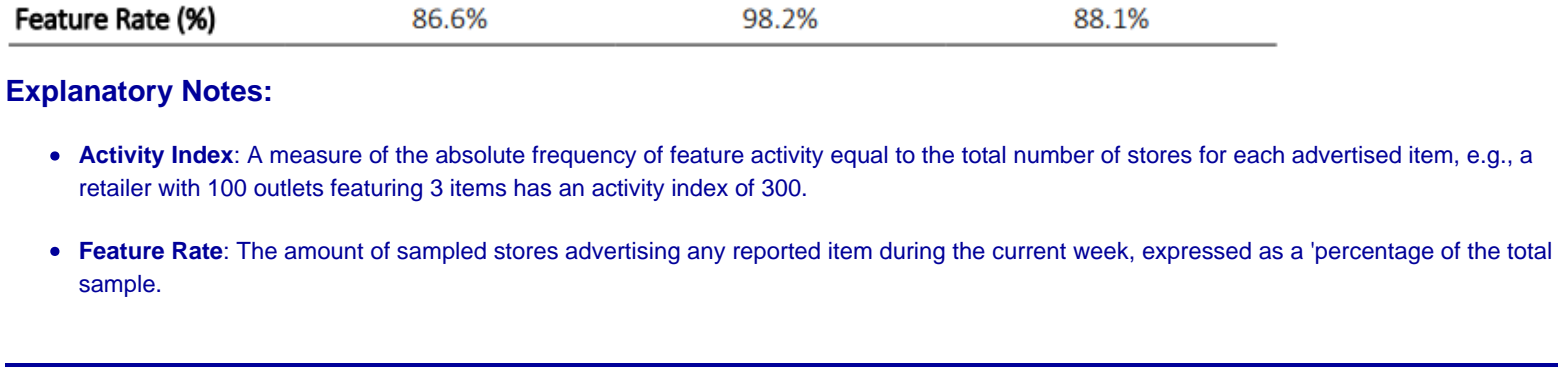 Feature Rate (%) 86.6% 98.2% 88.1%
Explanatory Notes:
• Activity Index: A measure of the absolute frequency of feature activity equal to the total number of stores for each advertised item, e.g., a
retailer with 100 outlets featuring 3 items has an activity index of 300.
• Feature Rate: The amount of sampled stores advertising any reported item during the current week, expressed as a 'percentage of the total
sample.